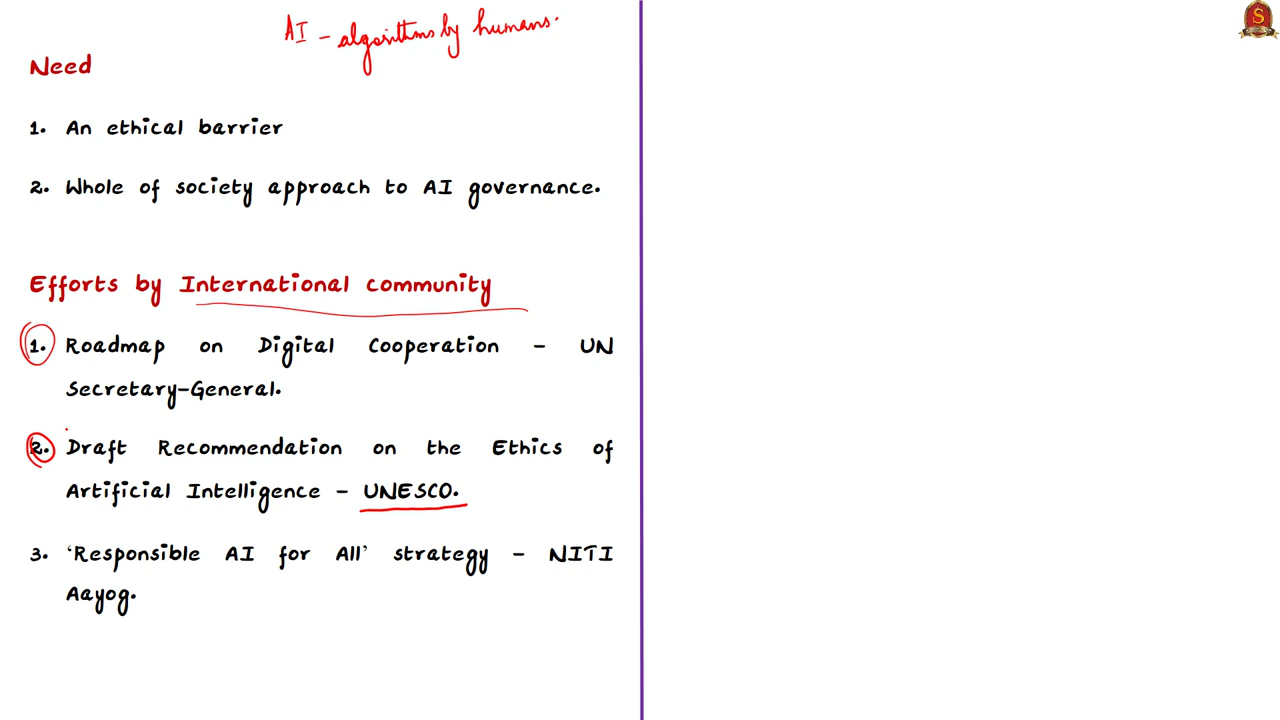 AI - algorithms by humans.
Need
1. An ethical barrier
2. Whole of society approach to AI governance.
Efforts by International community
1. Roadmap on Digital Cooperation - UN
Secretary-General.
2. Draft Recommendation on the Ethics of
Artificial Intelligence - UNESCO.
3. ‘Responsible AI for All’ strategy - NITI
Aayog.
S